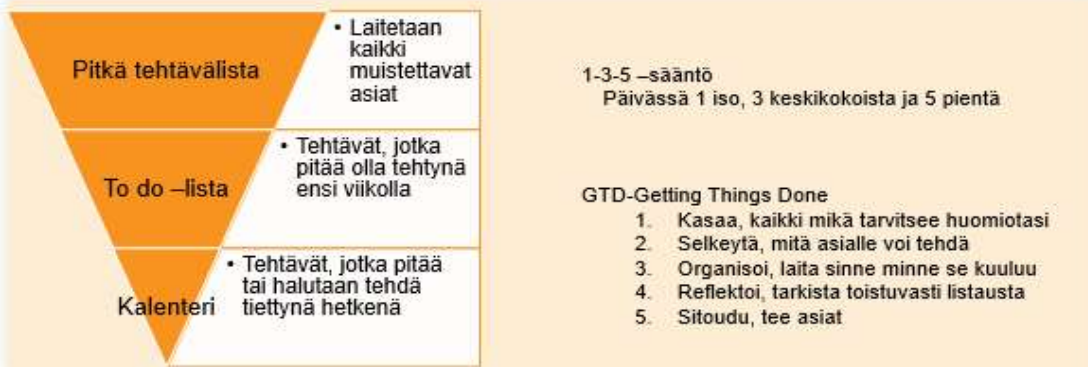 Pitkä tehtävälista
• Laitetaan
kaikki
muistettavat
asiat
To do –lista
• Tehtävät, jotka
pitää olla tehtynä
ensi viikolla
Kalenteri
• Tehtävät, jotka pitää
tai halutaan tehdä
tiettynä hetkenä
1-3-5 –sääntö
Päivässä 1 iso, 3 keskikokoista ja 5 pientä
GTD-Getting Things Done
1. Kasaa, kaikki mikä tarvitsee huomiotasi
2. Selkeytä, mitä asialle voi tehdä
3. Organisoi, laita sinne minne se kuuluu
4. Reflektoi, tarkista toistuvasti listausta
5. Sitoudu, tee asiat